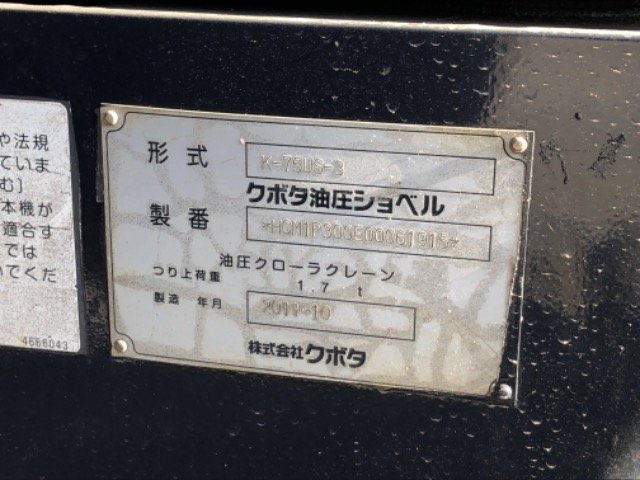 や法規
ていま
む)
本機が
適合す
では
いてくだ
4666043
形式 K-75US-3
クボタ油圧ショベル
製番
油圧クローラクレーン
つり上荷重 1.7 t
製造 年月 2011-10
株式会社クボタ